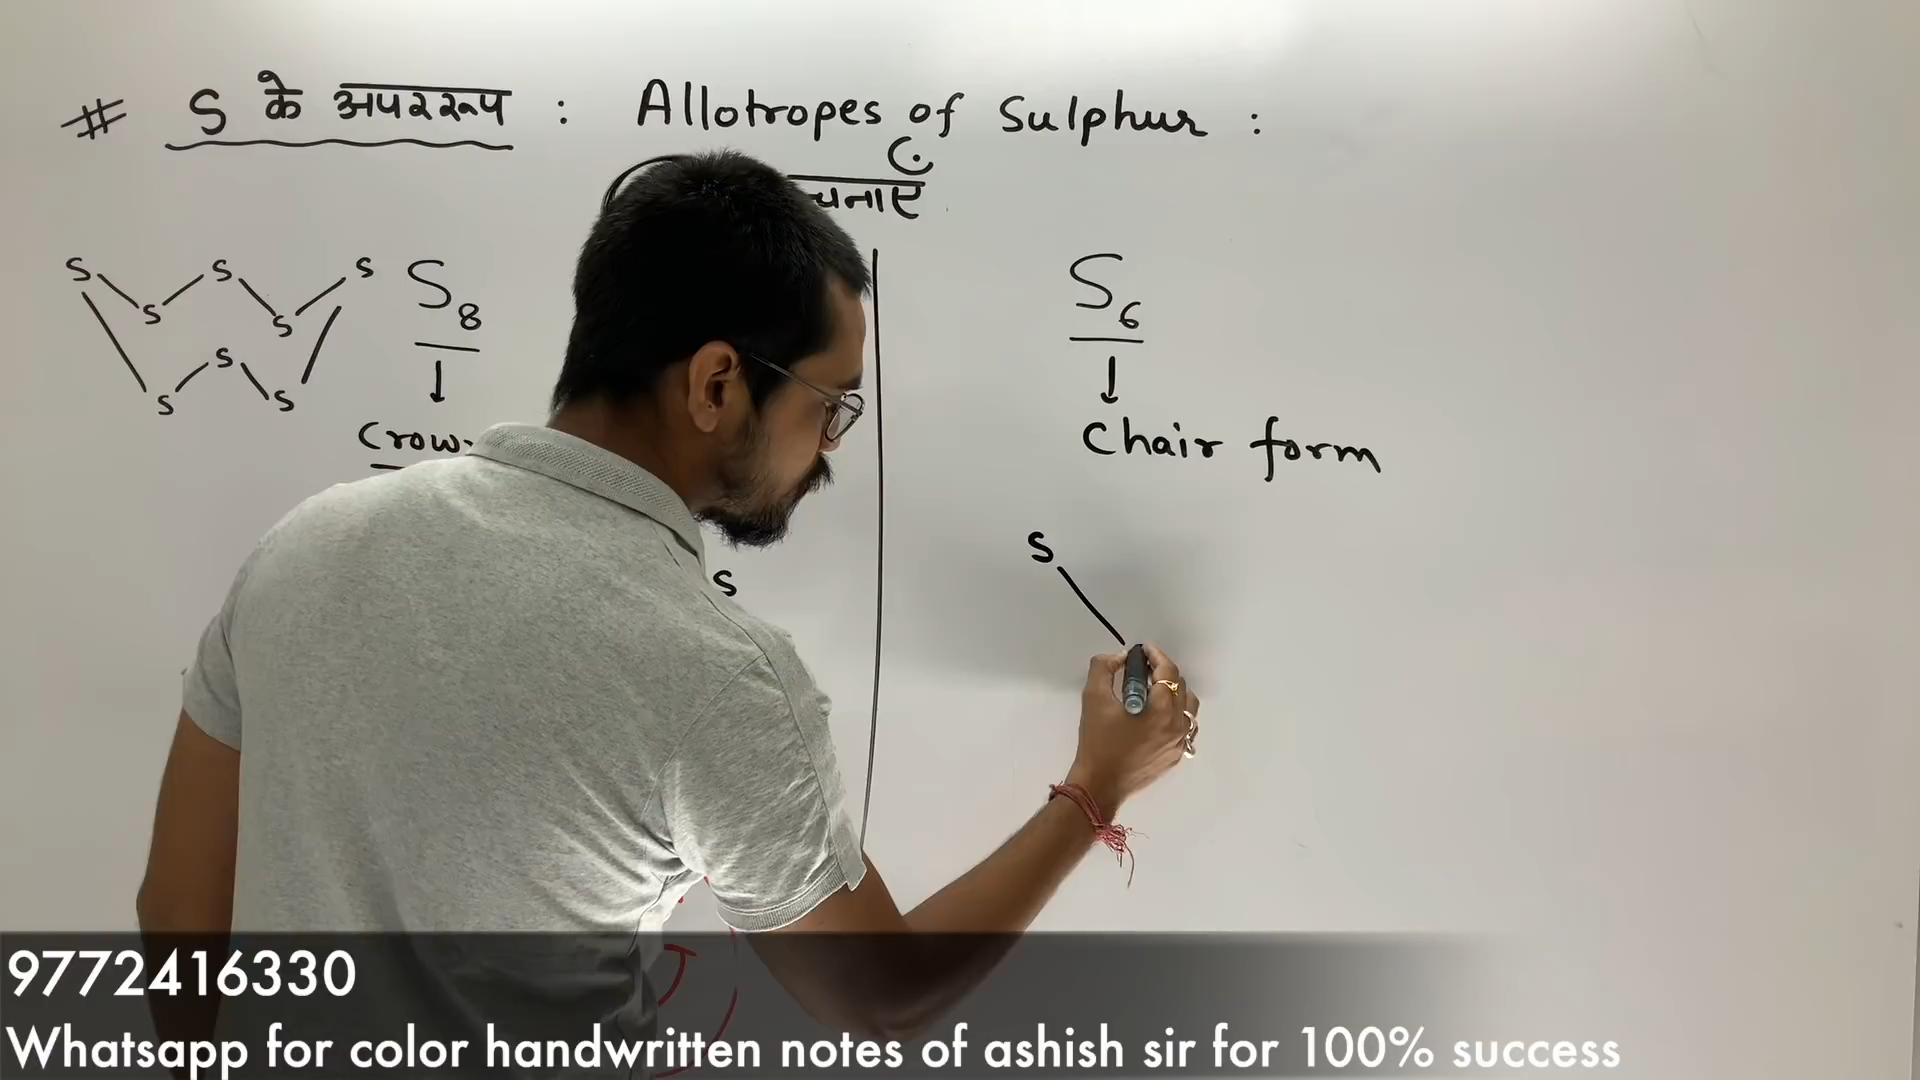 # S के अपररूप : Allotropes of Sulphur :
S S S S₈
S S
S
S S
S₆
Chair form
S
S
9772416330
Whatsapp for color handwritten notes of ashish sir for 100% success